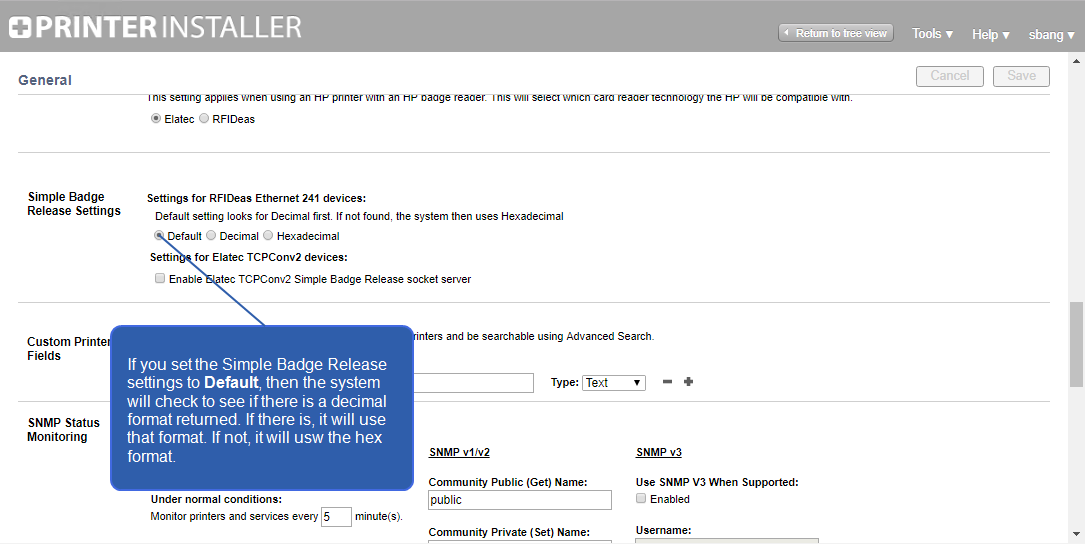 PRINTER INSTALLER
Return to tree view
Tools ▼
Help ▼
sbang ▼
General
Cancel
Save
This setting applies when using an HP printer with an HP badge reader. This will select which card reader technology the HP will be compatible with.
Elatec RFIDeas
Simple Badge
Release Settings
Settings for RFIDeas Ethernet 241 devices:
Default setting looks for Decimal first. If not found, the system then uses Hexadecimal
Default Decimal Hexadecimal
Settings for Elatec TCPConv2 devices:
Enable Elatec TCPConv2 Simple Badge Release socket server
Custom Printer
Fields
rinters and be searchable using Advanced Search.
Type: Text ▼
If you set the Simple Badge Release
settings to Default, then the system
will check to see if there is a decimal
format returned. If there is, it will use
that format. If not, it will usw the hex
format.
SNMP Status
Monitoring
Under normal conditions:
Monitor printers and services every 5 minute(s).
SNMP v1/v2
Community Public (Get) Name:
public
Community Private (Set) Name:
SNMP v3
Use SNMP V3 When Supported:
Enabled
Username: